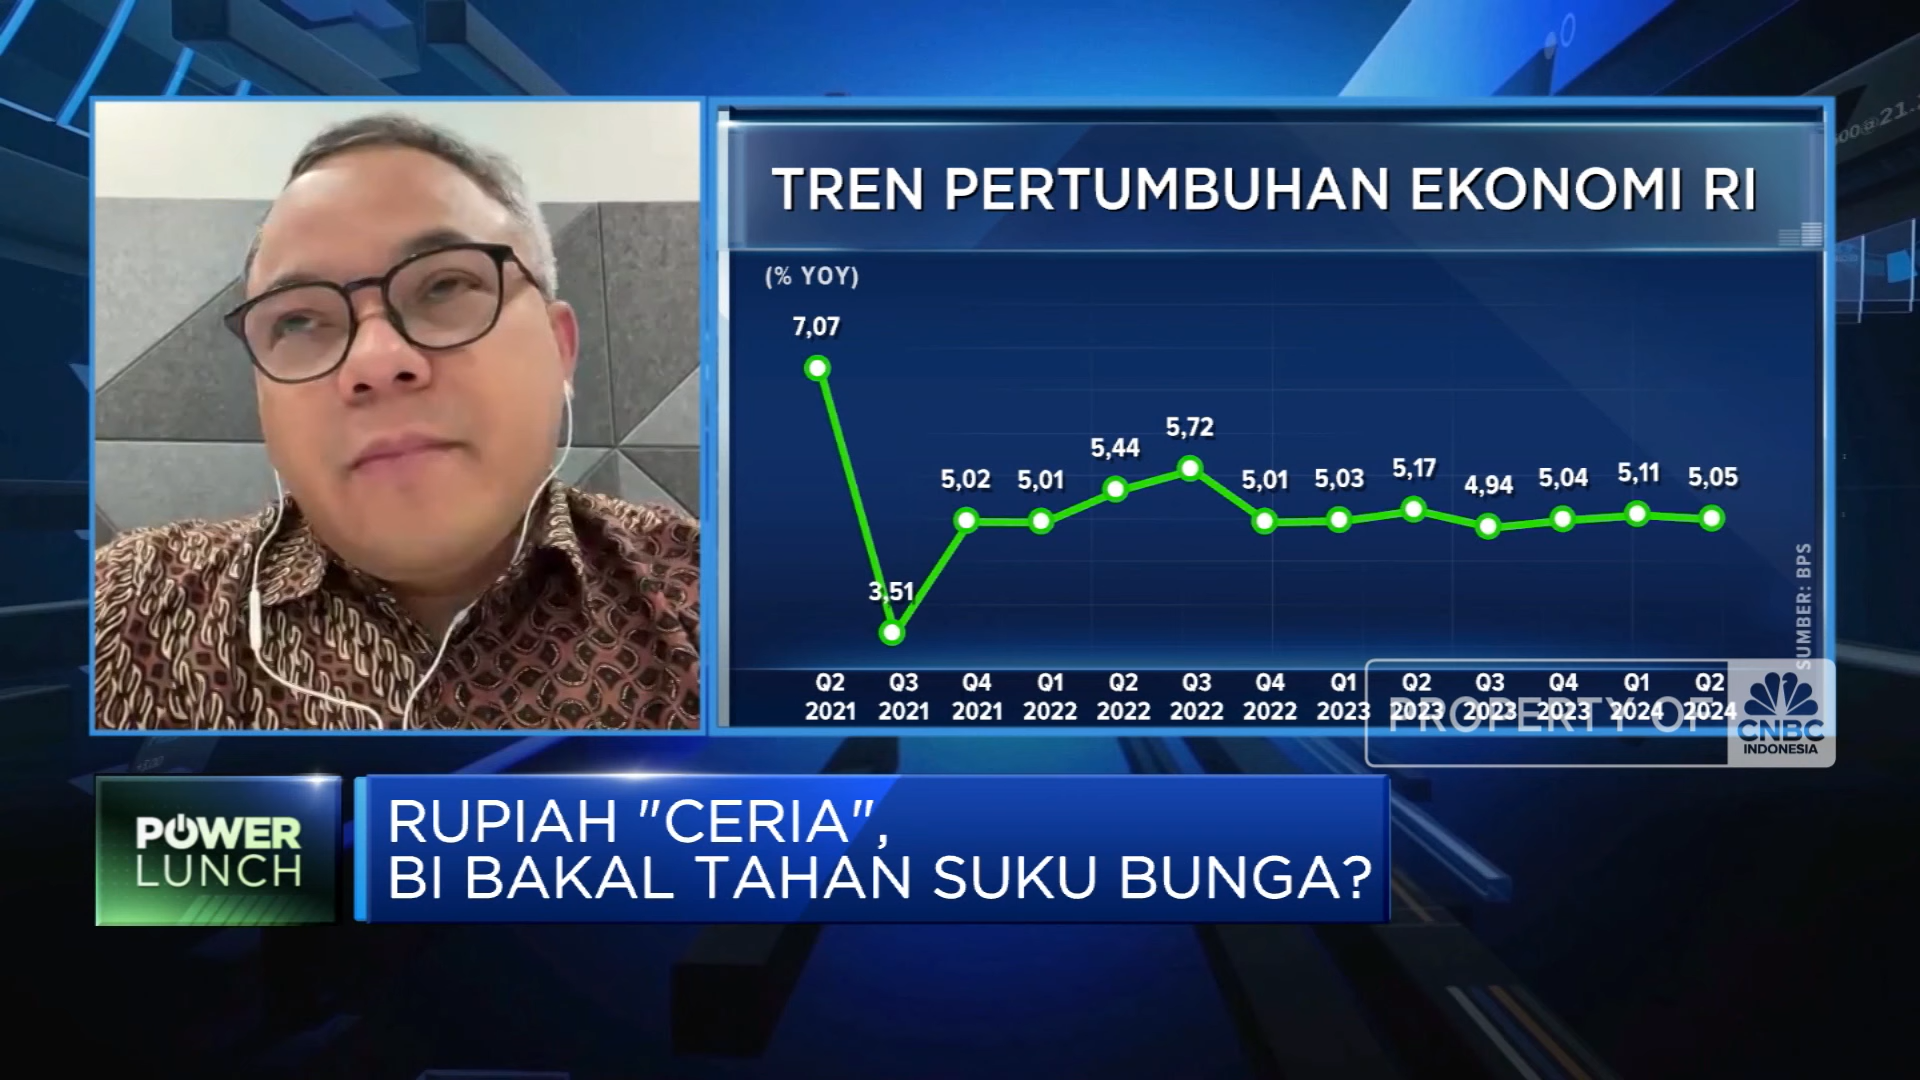 TREN PERTUMBUHAN EKONOMI RI
(% YOY)
7,07
3,51
5,02
5,01
5,44
5,72
5,01
5,03
5,17
4,94
5,04
5,11
5,05
Q2 Q3 Q4 Q1 Q2 Q3 Q4 Q1 Q2 Q3 Q4 Q1 Q2
2021 2021 2021 2022 2022 2022 2022 2023 2023 2023 2023 2024 2024
SUMBER: BPS
PROPERTY OF
CNBC
INDONESIA
POWER
LUNCH
RUPIAH "CERIA",
BI BAKAL TAHAN SUKU BUNGA?